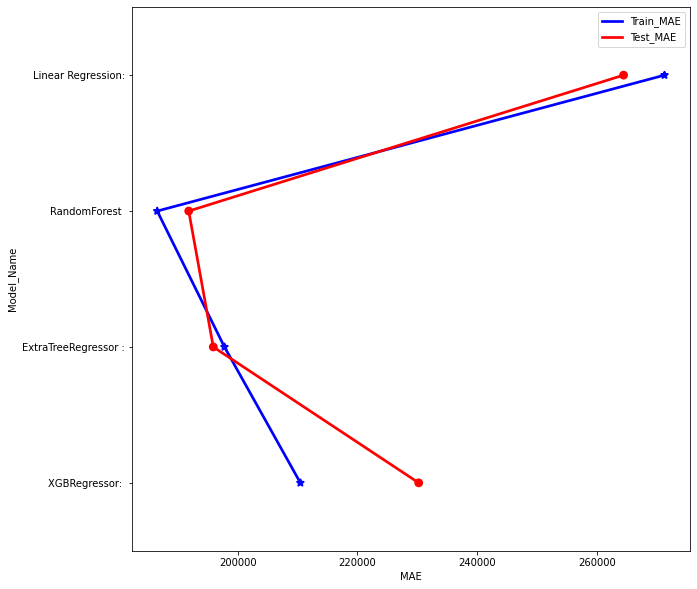 Train_MAE
Test_MAE
Linear Regression:
RandomForest
ExtraTreeRegressor :
XGBRegressor:
Model_Name
200000
220000
240000
260000
MAE